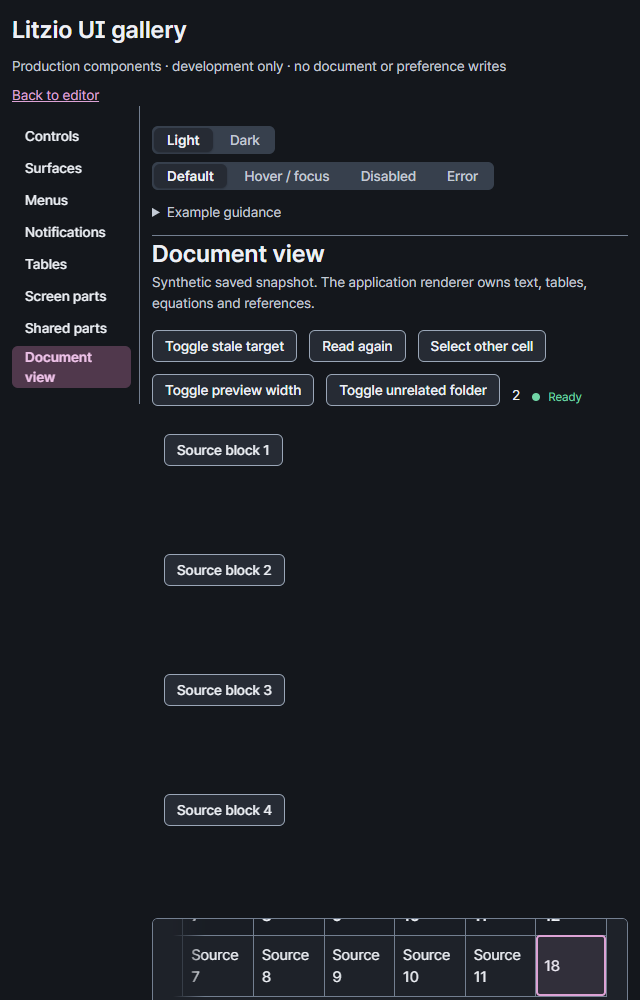 Litzio UI gallery
Production components · development only · no document or preference writes
Back to editor
Controls
Surfaces
Menus
Notifications
Tables
Screen parts
Shared parts
Document
view
Light Dark
Default Hover / focus Disabled Error
Example guidance
Document view
Synthetic saved snapshot. The application renderer owns text, tables,
equations and references.
Toggle stale target Read again Select other cell
Toggle preview width Toggle unrelated folder 2 Ready
Source block 1
Source block 2
Source block 3
Source block 4
Source Source Source Source Source 18
7 8 9 10 11